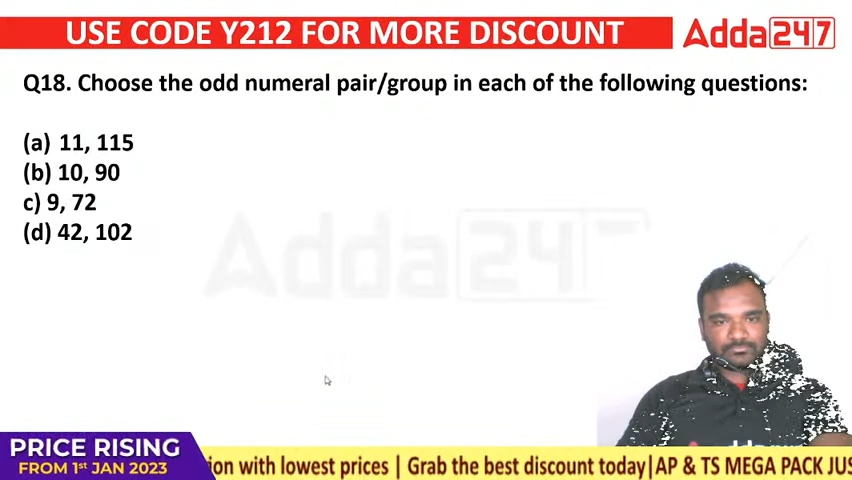 USE CODE Y212 FOR MORE DISCOUNT
Adda247
Q18. Choose the odd numeral pair/group in each of the following questions:
(a) 11, 115
(b) 10, 90
c) 9, 72
(d) 42, 102
Adda247
Adda
PRICE RISING
FROM 1st JAN 2023
ion with lowest prices | Grab the best discount today|AP & TS MEGA PACK JUS